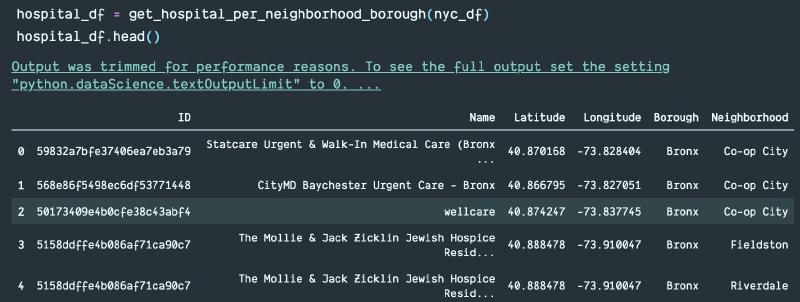 hospital_df = get_hospital_per_neighborhood_borough(nyc_df)
hospital_df.head()
Output was trimmed for performance reasons. To see the full output set the setting
"python.dataScience.textOutputLimit" to 0. ...
ID Name Latitude Longitude Borough Neighborhood
0 59832a7bfe37406ea7eb3a79 Statcare Urgent & Walk-In Medical Care (Bronx ... 40.870168 -73.828404 Bronx Co-op City
1 568e86f5498ec6df53771448 CityMD Baychester Urgent Care - Bronx 40.866795 -73.827051 Bronx Co-op City
2 50173409e4b0cfe38c43abf4 wellcare 40.874247 -73.837745 Bronx Co-op City
3 5158ddffe4b086af71ca90c7 The Mollie & Jack Zicklin Jewish Hospice Resid... 40.888478 -73.910047 Bronx Fieldston
4 5158ddffe4b086af71ca90c7 The Mollie & Jack Zicklin Jewish Hospice Resid... 40.888478 -73.910047 Bronx Riverdale